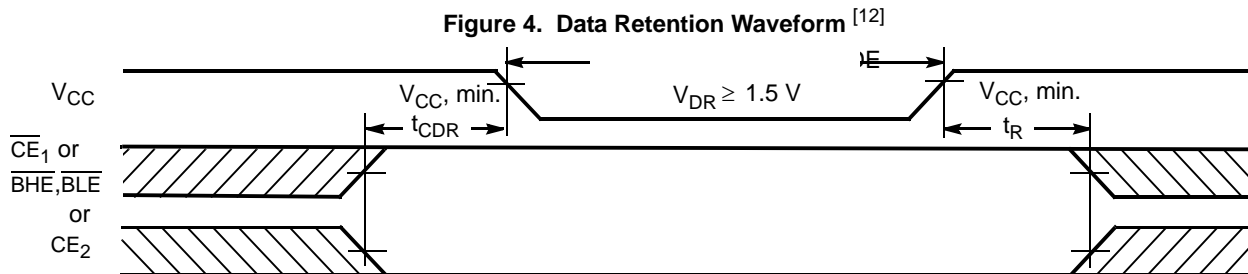 Figure 4. Data Retention Waveform [12]
VCC
VCC, min.
VDR ≥ 1.5 V
VCC, min.
tCDR
tR
CE1 or
BHE,BLE
or
CE2